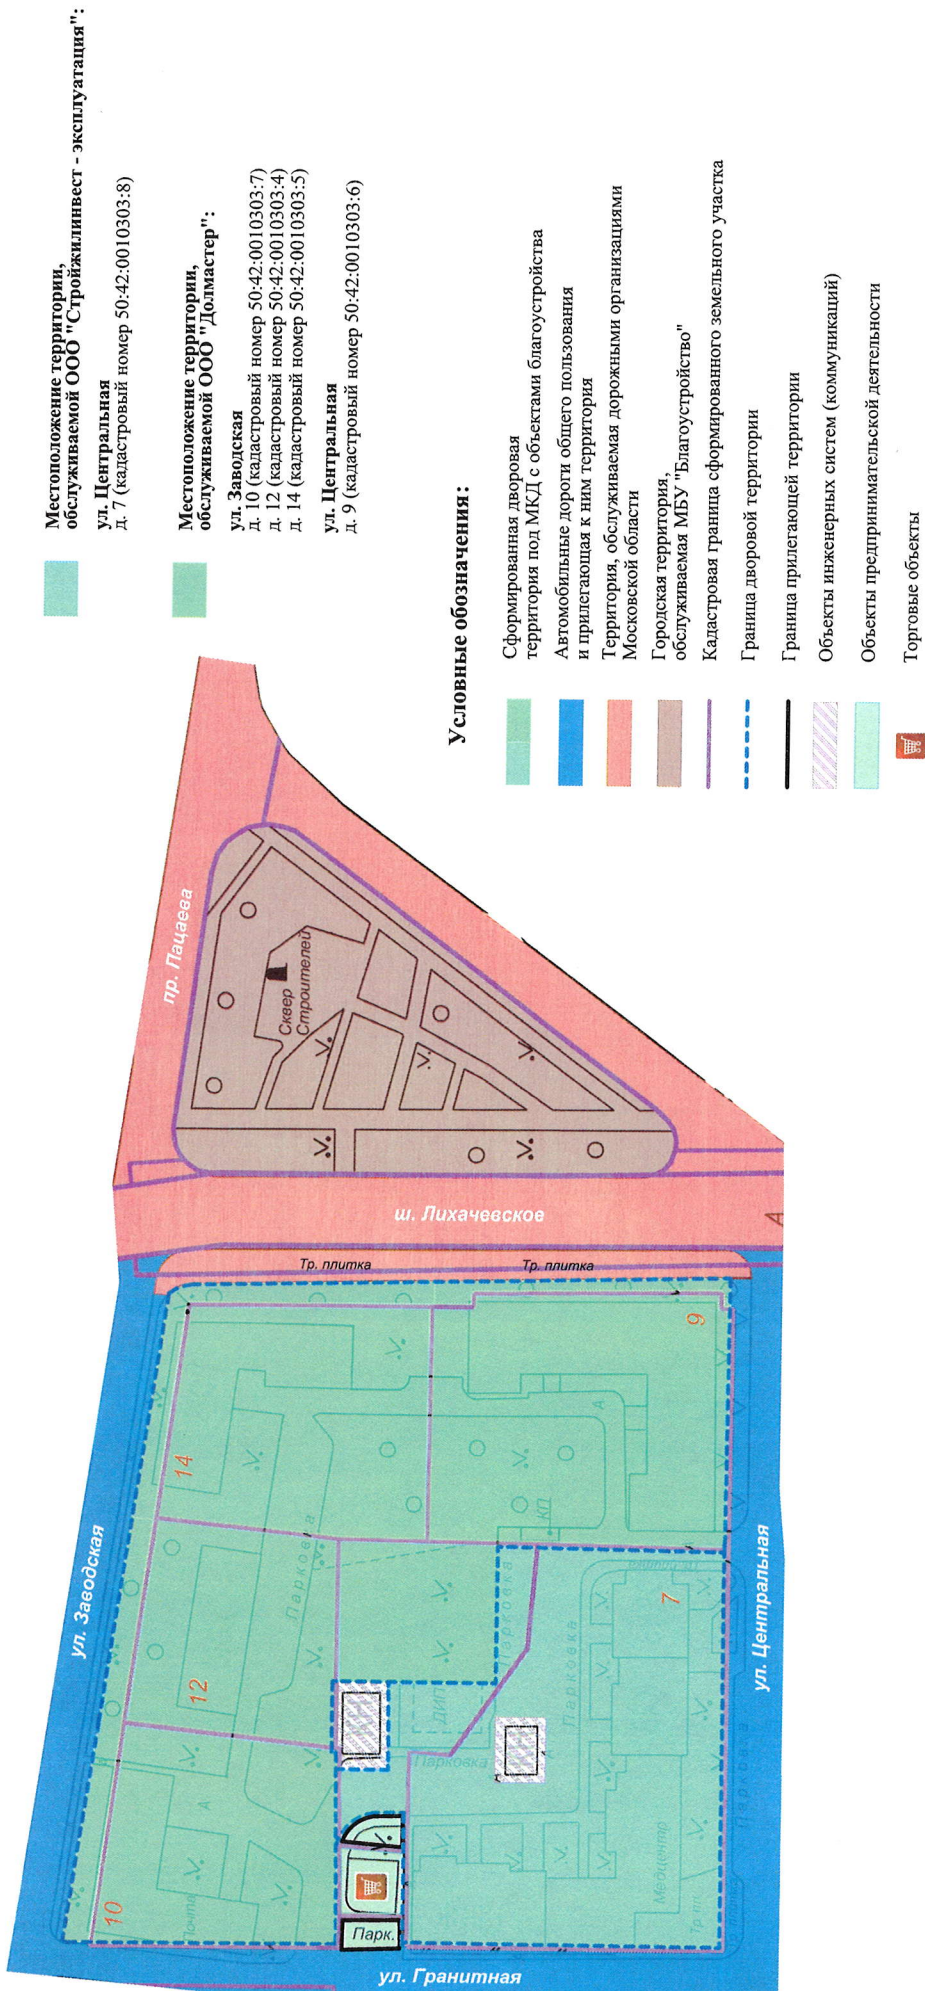 Местоположение территории,
обслуживаемой ООО "Стройжилинвест - эксплуатация":
ул. Центральная
д. 7 (кадастровый номер 50:42:0010303:8)
Местоположение территории,
обслуживаемой ООО "Долмастер":
ул. Заводская
д. 10 (кадастровый номер 50:42:0010303:7)
д. 12 (кадастровый номер 50:42:0010303:4)
д. 14 (кадастровый номер 50:42:0010303:5)
ул. Центральная
д. 9 (кадастровый номер 50:42:0010303:6)
Условные обозначения:
Сформированная дворовая
территория под МКД с объектами благоустройства
Автомобильные дороги общего пользования
и прилегающая к ним территория
Территория, обслуживаемая дорожными организациями
Московской области
Городская территория,
обслуживаемая МБУ "Благоустройство"
Кадастровая граница сформированного земельного участка
Граница дворовой территории
Граница прилегающей территории
Объекты инженерных систем (коммуникаций)
Объекты предпринимательской деятельности
Торговые объекты
пр. Пацаева
Сквер
Строителей
ш. Лихачевское
А
Тр. плитка
Тр. плитка
ул. Заводская
14
12
10
9
7
Парковка
Парковка
Парковка
Парковка
Парковка
КП
ДИП
А
А
А
Почта
Медцентр
Парк.
ул. Центральная
ул. Гранитная